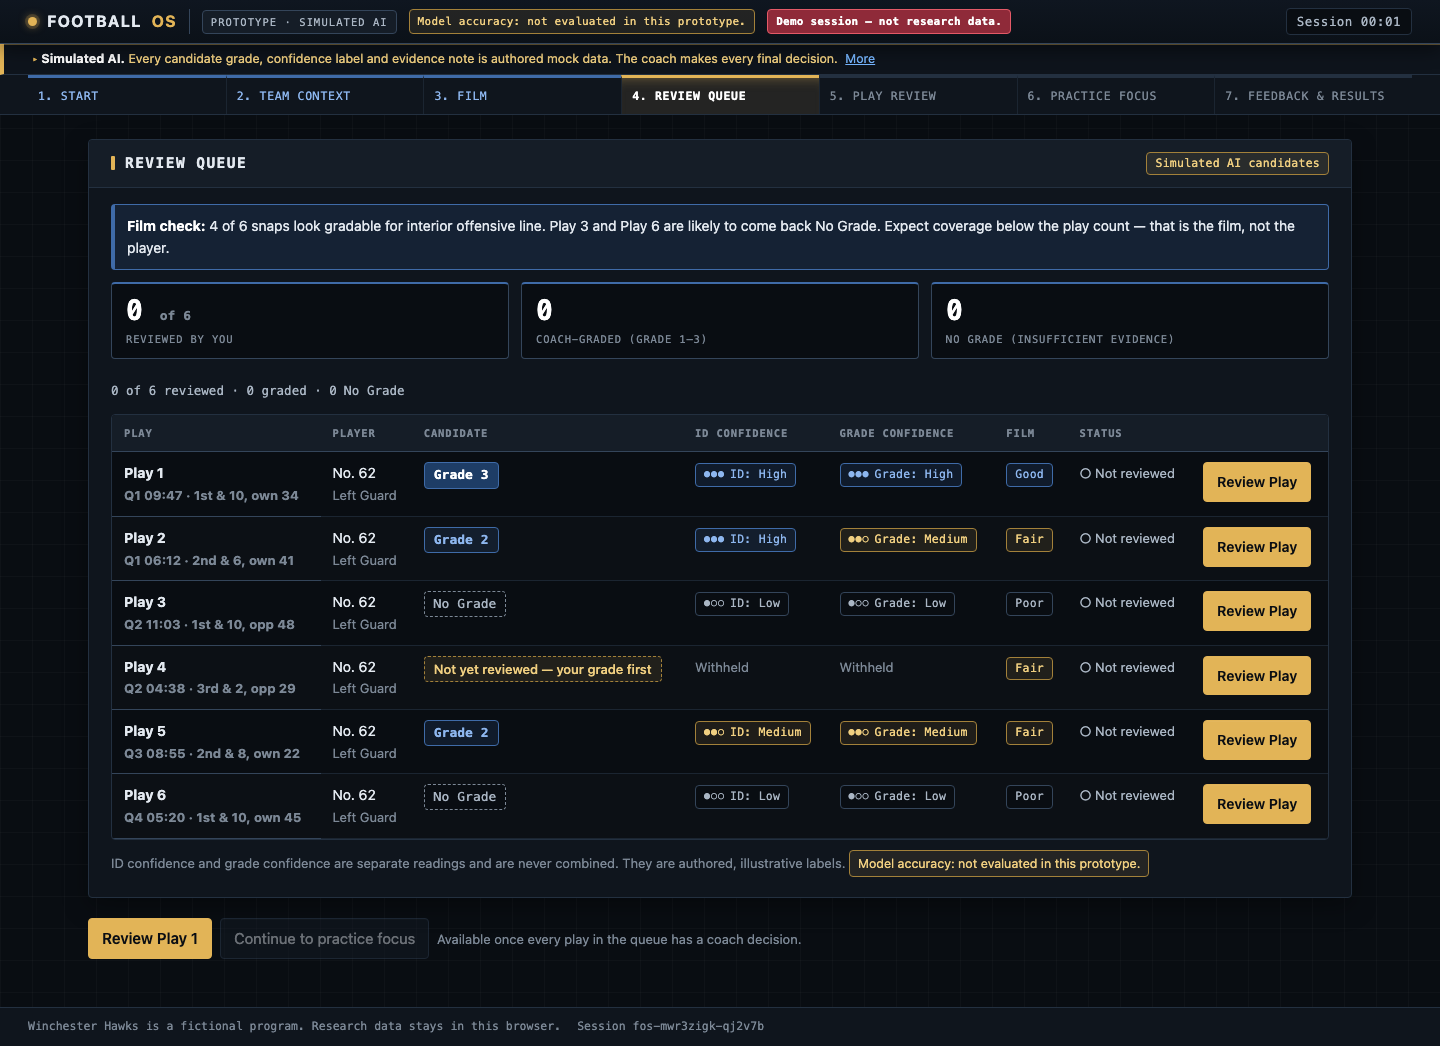 FOOTBALL OS
PROTOTYPE · SIMULATED AI
Model accuracy: not evaluated in this prototype.
Demo session — not research data.
Session 00:01
Simulated AI. Every candidate grade, confidence label and evidence note is authored mock data. The coach makes every final decision. More
1. START
2. TEAM CONTEXT
3. FILM
4. REVIEW QUEUE
5. PLAY REVIEW
6. PRACTICE FOCUS
7. FEEDBACK & RESULTS
REVIEW QUEUE
Simulated AI candidates
Film check: 4 of 6 snaps look gradable for interior offensive line. Play 3 and Play 6 are likely to come back No Grade. Expect coverage below the play count — that is the film, not the
player.
0 of 6
REVIEWED BY YOU
0
COACH-GRADED (GRADE 1–3)
0
NO GRADE (INSUFFICIENT EVIDENCE)
0 of 6 reviewed · 0 graded · 0 No Grade
PLAY PLAYER CANDIDATE ID CONFIDENCE GRADE CONFIDENCE FILM STATUS
Play 1 No. 62 Grade 3 ID: High Grade: High Good Not reviewed Review Play
Q1 09:47 · 1st & 10, own 34 Left Guard
Play 2 No. 62 Grade 2 ID: High Grade: Medium Fair Not reviewed Review Play
Q1 06:12 · 2nd & 6, own 41 Left Guard
Play 3 No. 62 No Grade ID: Low Grade: Low Poor Not reviewed Review Play
Q2 11:03 · 1st & 10, opp 48 Left Guard
Play 4 No. 62 Not yet reviewed — your grade first Withheld Withheld Fair Not reviewed Review Play
Q2 04:38 · 3rd & 2, opp 29 Left Guard
Play 5 No. 62 Grade 2 ID: Medium Grade: Medium Fair Not reviewed Review Play
Q3 08:55 · 2nd & 8, own 22 Left Guard
Play 6 No. 62 No Grade ID: Low Grade: Low Poor Not reviewed Review Play
Q4 05:20 · 1st & 10, own 45 Left Guard
ID confidence and grade confidence are separate readings and are never combined. They are authored, illustrative labels. Model accuracy: not evaluated in this prototype.
Review Play 1
Continue to practice focus
Available once every play in the queue has a coach decision.
Winchester Hawks is a fictional program. Research data stays in this browser. Session fos-mwr3zigk-qj2v7b